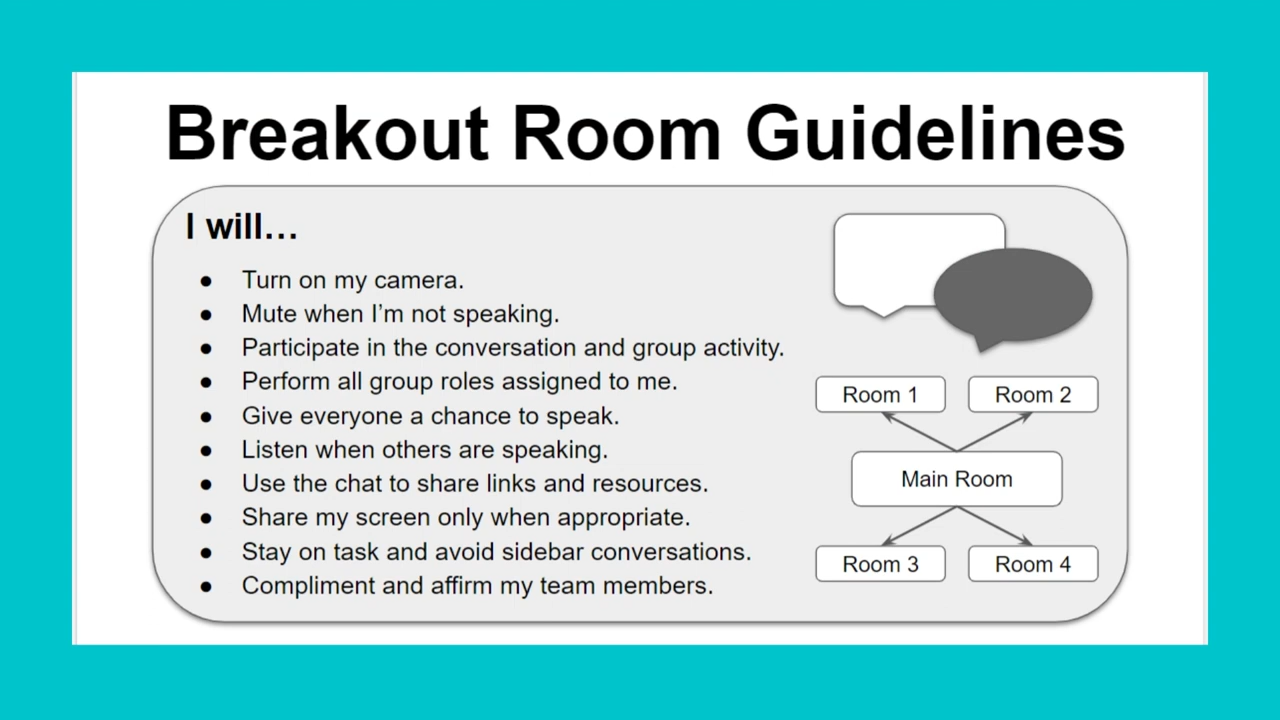 Breakout Room Guidelines
I will…
● Turn on my camera.
● Mute when I’m not speaking.
● Participate in the conversation and group activity.
● Perform all group roles assigned to me.
● Give everyone a chance to speak.
● Listen when others are speaking.
● Use the chat to share links and resources.
● Share my screen only when appropriate.
● Stay on task and avoid sidebar conversations.
● Compliment and affirm my team members.
Room 1
Room 2
Main Room
Room 3
Room 4